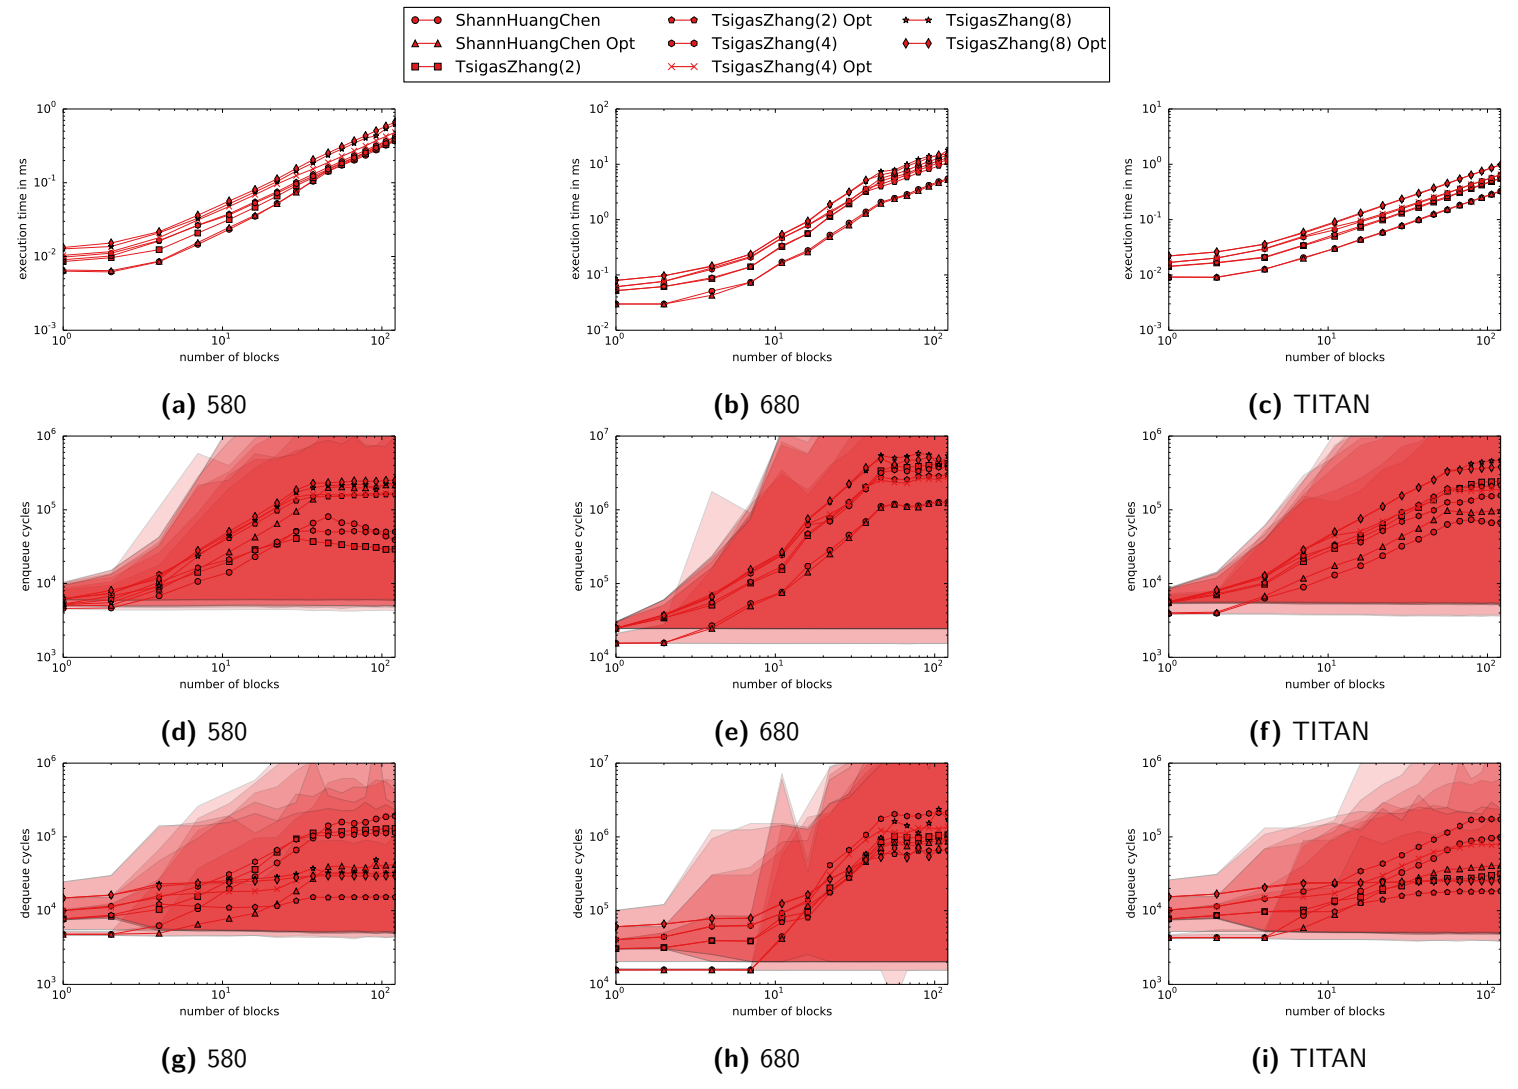 ShannHuangChen
ShannHuangChen Opt
TsigasZhang(2)
TsigasZhang(2) Opt
TsigasZhang(4)
TsigasZhang(4) Opt
TsigasZhang(8)
TsigasZhang(8) Opt
execution time in ms
10^0
10^-1
10^-2
10^-3
10^0 10^1 10^2
number of blocks
(a) 580
execution time in ms
10^2
10^1
10^0
10^-1
10^-2
10^0 10^1 10^2
number of blocks
(b) 680
execution time in ms
10^1
10^0
10^-1
10^-2
10^-3
10^0 10^1 10^2
number of blocks
(c) TITAN
enqueue cycles
10^6
10^5
10^4
10^3
10^0 10^1 10^2
number of blocks
(d) 580
enqueue cycles
10^7
10^6
10^5
10^4
10^0 10^1 10^2
number of blocks
(e) 680
enqueue cycles
10^6
10^5
10^4
10^3
10^0 10^1 10^2
number of blocks
(f) TITAN
dequeue cycles
10^6
10^5
10^4
10^3
10^0 10^1 10^2
number of blocks
(g) 580
dequeue cycles
10^7
10^6
10^5
10^4
10^0 10^1 10^2
number of blocks
(h) 680
dequeue cycles
10^6
10^5
10^4
10^3
10^0 10^1 10^2
number of blocks
(i) TITAN